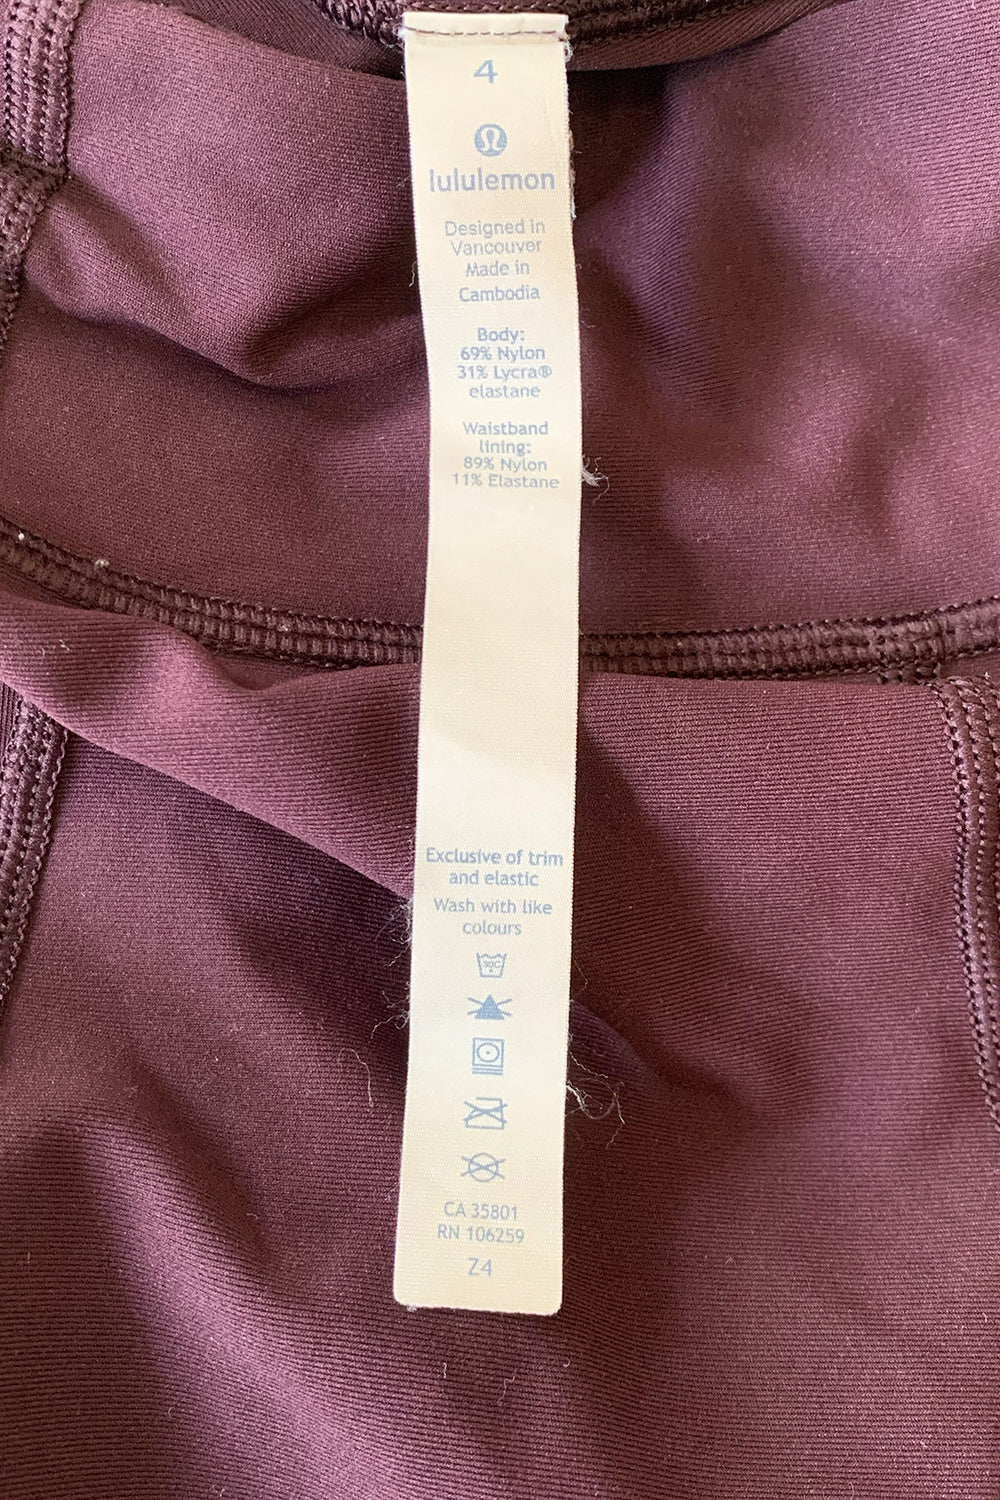 4
lululemon
Designed in
Vancouver
Made in
Cambodia
Body:
69% Nylon
31% Lycra®
elastane
Waistband
lining:
89% Nylon
11% Elastane
Exclusive of trim
and elastic
Wash with like
colours
30C
CA 35801
RN 106259
Z4